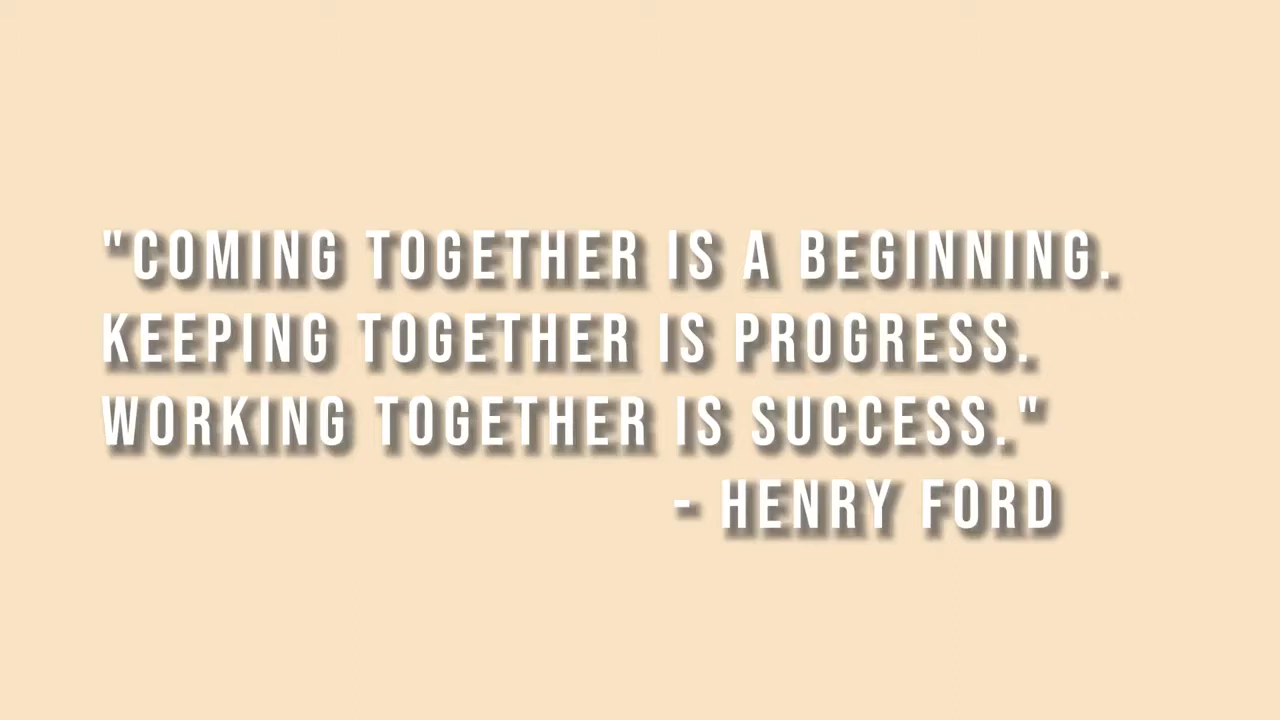 "COMING TOGETHER IS A BEGINNING.
KEEPING TOGETHER IS PROGRESS.
WORKING TOGETHER IS SUCCESS."
- HENRY FORD